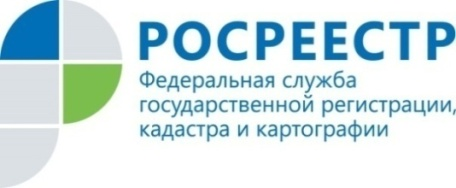 РОСРЕЕСТР
Федеральная служба
государственной регистрации,
кадастра и картографии